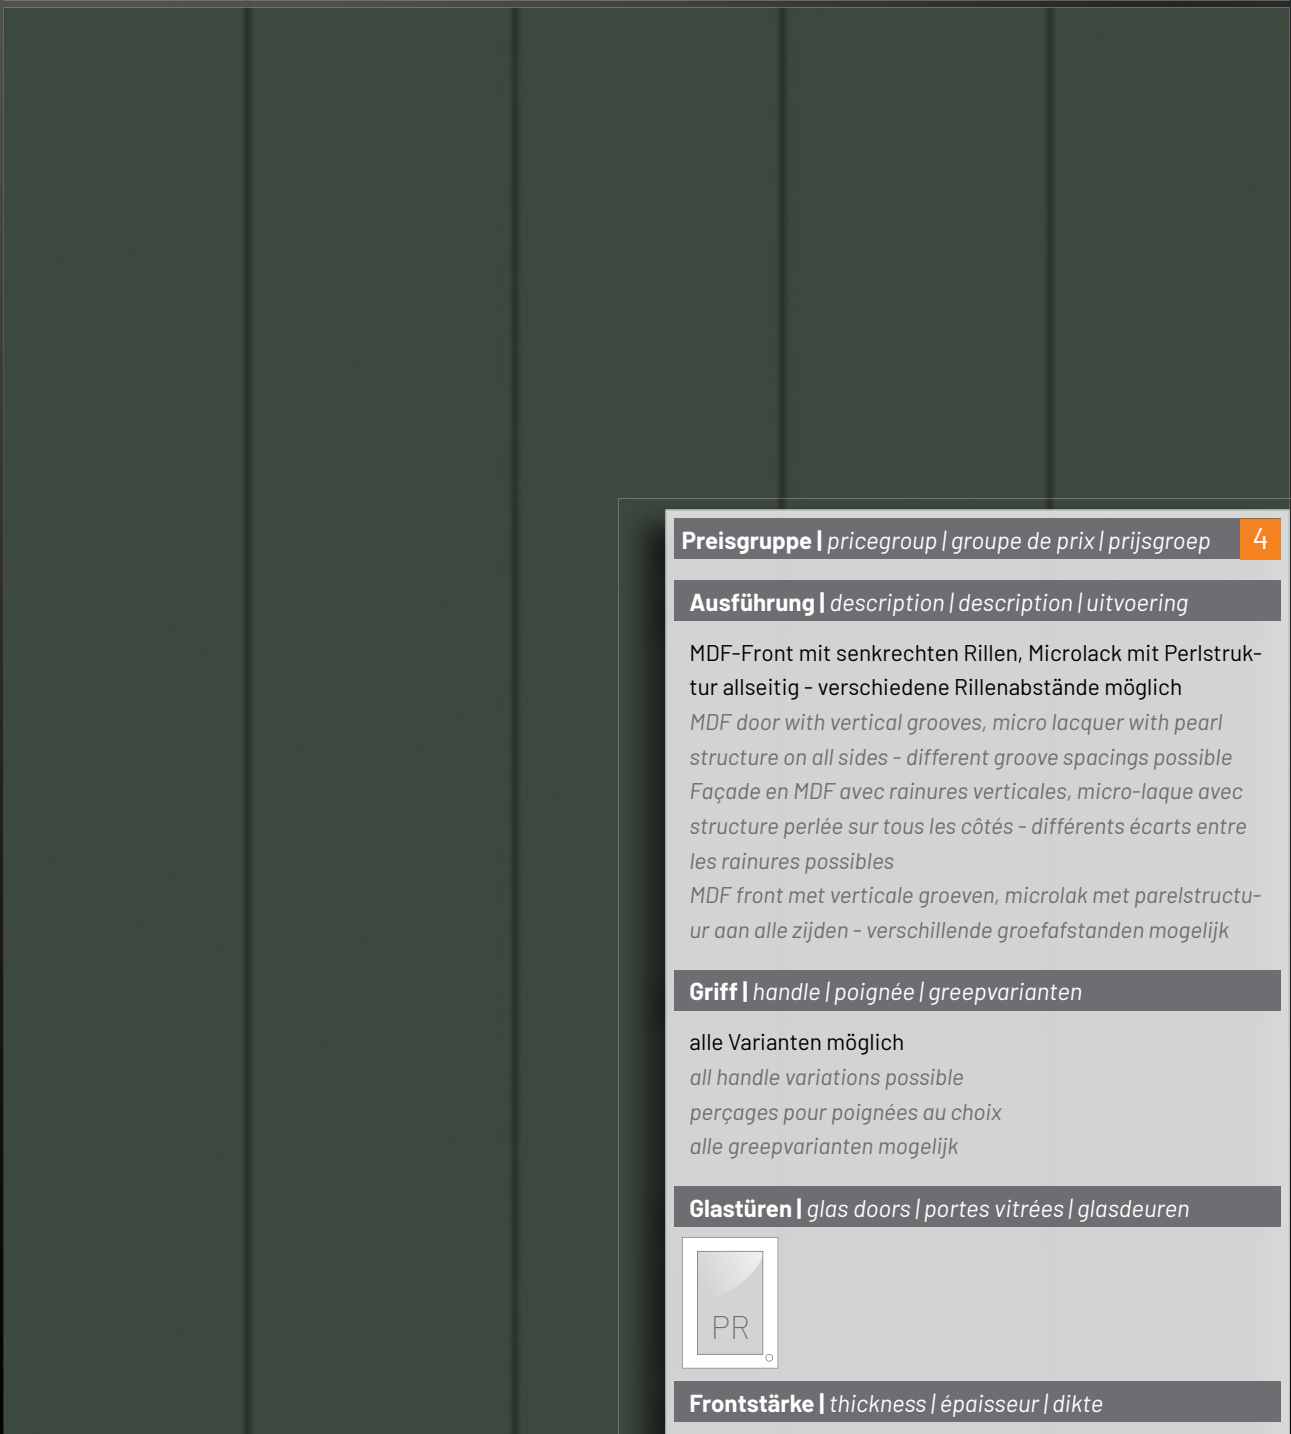 Preisgruppe | pricegroup | groupe de prix | prijsgroep 4
Ausführung | description | description | uitvoering
MDF-Front mit senkrechten Rillen, Microlack mit Perlstruk-
tur allseitig - verschiedene Rillenabstände möglich
MDF door with vertical grooves, micro lacquer with pearl
structure on all sides - different groove spacings possible
Façade en MDF avec rainures verticales, micro-laque avec
structure perlée sur tous les côtés - différents écarts entre
les rainures possibles
MDF front met verticale groeven, microlak met parelstructu-
ur aan alle zijden - verschillende groefafstanden mogelijk
Griff | handle | poignée | greepvarianten
alle Varianten möglich
all handle variations possible
perçages pour poignées au choix
alle greepvarianten mogelijk
Glastüren | glas doors | portes vitrées | glasdeuren
PR
Frontstärke | thickness | épaisseur | dikte